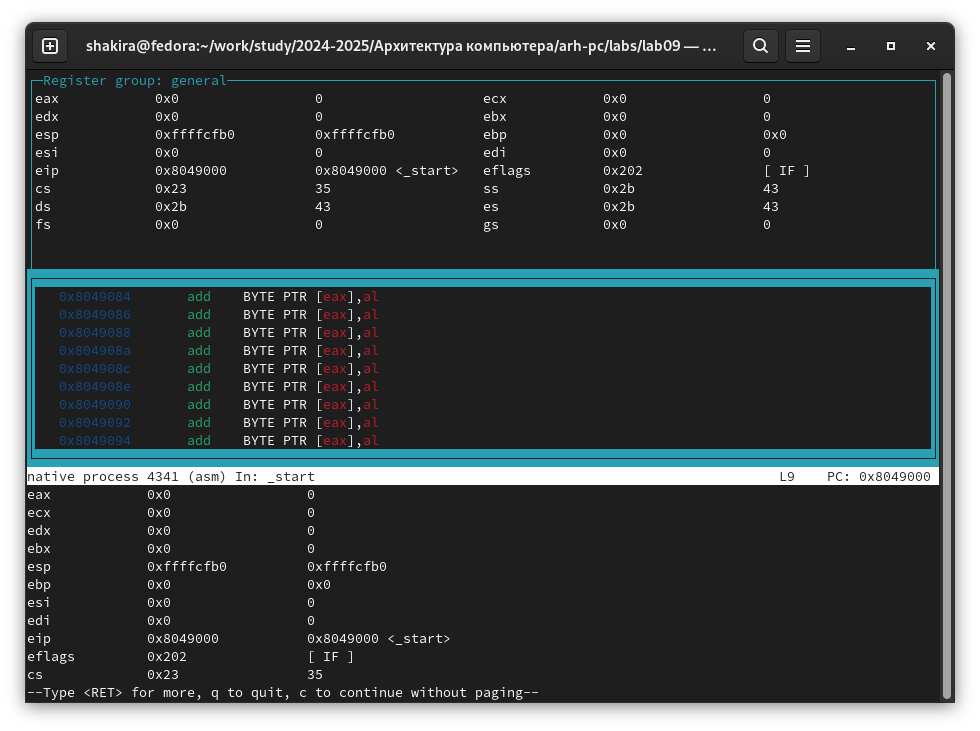 shakira@fedora:~/work/study/2024-2025/Архитектура компьютера/arh-pc/labs/lab09 — ...
Register group: general
eax 0x0 0 ecx 0x0 0
edx 0x0 0 ebx 0x0 0
esp 0xffffcfb0 0xffffcfb0 ebp 0x0 0x0
esi 0x0 0 edi 0x0 0
eip 0x8049000 0x8049000 <_start> eflags 0x202 [ IF ]
cs 0x23 35 ss 0x2b 43
ds 0x2b 43 es 0x2b 43
fs 0x0 0 gs 0x0 0
0x8049084 add BYTE PTR [eax],al
0x8049086 add BYTE PTR [eax],al
0x8049088 add BYTE PTR [eax],al
0x804908a add BYTE PTR [eax],al
0x804908c add BYTE PTR [eax],al
0x804908e add BYTE PTR [eax],al
0x8049090 add BYTE PTR [eax],al
0x8049092 add BYTE PTR [eax],al
0x8049094 add BYTE PTR [eax],al
native process 4341 (asm) In: _start L9 PC: 0x8049000
eax 0x0 0
ecx 0x0 0
edx 0x0 0
ebx 0x0 0
esp 0xffffcfb0 0xffffcfb0
ebp 0x0 0x0
esi 0x0 0
edi 0x0 0
eip 0x8049000 0x8049000 <_start>
eflags 0x202 [ IF ]
cs 0x23 35
--Type <RET> for more, q to quit, c to continue without paging--